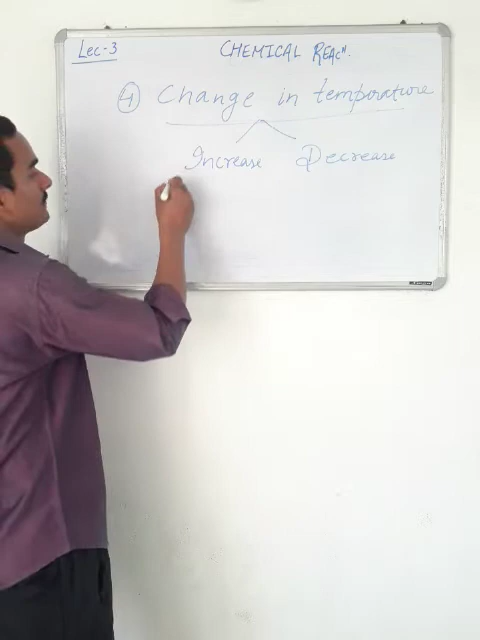 Lec-3
CHEMICAL REACⁿ.
④ Change in temperature
Increase Decrease